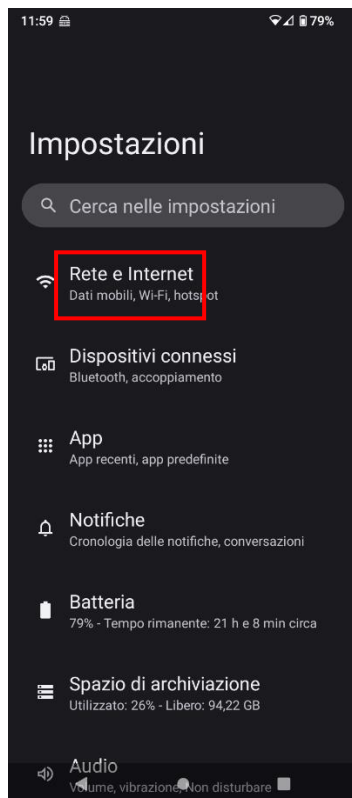 11:59 79%
Impostazioni
Cerca nelle impostazioni
Rete e Internet
Dati mobili, Wi-Fi, hotspot
Dispositivi connessi
Bluetooth, accoppiamento
App
App recenti, app predefinite
Notifiche
Cronologia delle notifiche, conversazioni
Batteria
79% - Tempo rimanente: 21 h e 8 min circa
Spazio di archiviazione
Utilizzato: 26% - Libero: 94,22 GB
Audio
Volume, vibrazione, Non disturbare